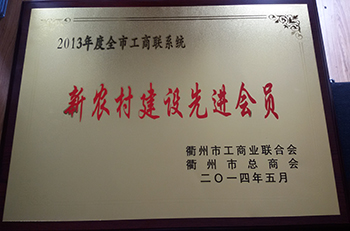 2013年度全市工商联系统
新农村建设先进会员
衢州市工商业联合会
衢州市总商会
二〇一四年五月